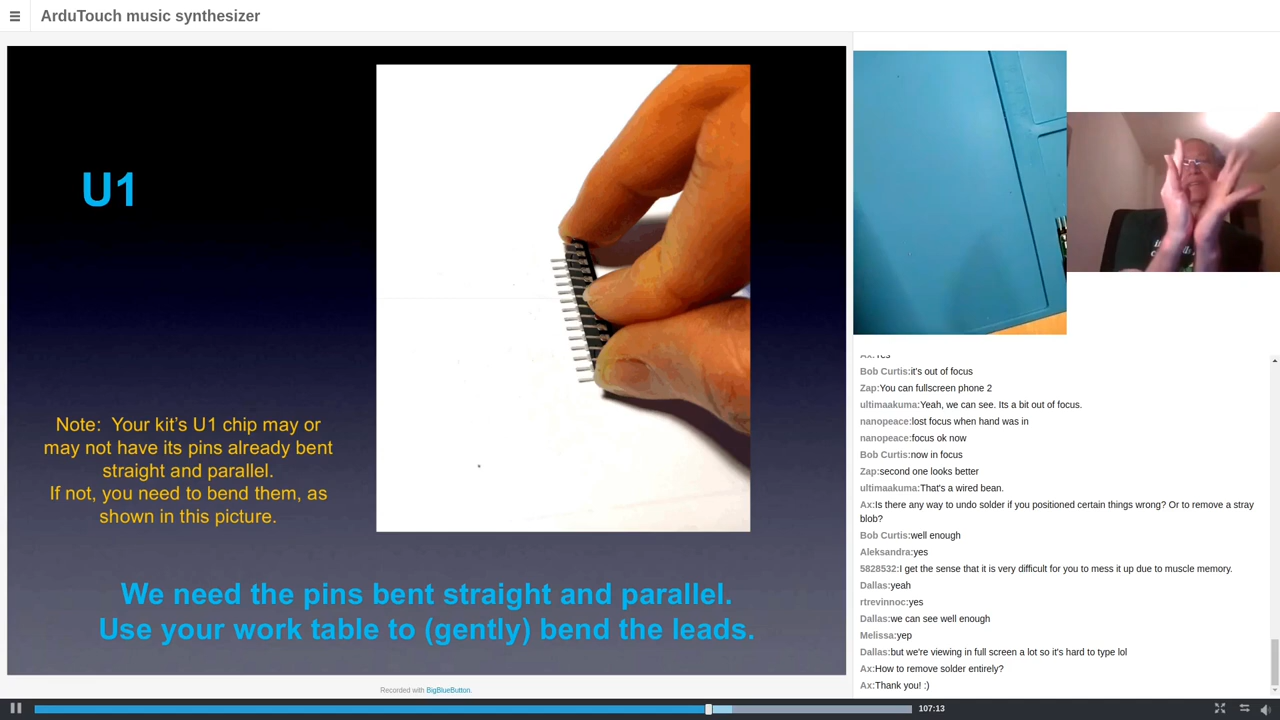 ArduTouch music synthesizer
U1
Note: Your kit's U1 chip may or
may not have its pins already bent
straight and parallel.
If not, you need to bend them, as
shown in this picture.
We need the pins bent straight and parallel.
Use your work table to (gently) bend the leads.
Recorded with BigBlueButton.
Ax:Yes
Bob Curtis:it's out of focus
Zap:You can fullscreen phone 2
ultimaakuma:Yeah, we can see. Its a bit out of focus.
nanopeace:lost focus when hand was in
nanopeace:focus ok now
Bob Curtis:now in focus
Zap:second one looks better
ultimaakuma:That's a wired bean.
Ax:Is there any way to undo solder if you positioned certain things wrong? Or to remove a stray
blob?
Bob Curtis:well enough
Aleksandra:yes
5828532:I get the sense that it is very difficult for you to mess it up due to muscle memory.
Dallas:yeah
rtrevinnoc:yes
Dallas:we can see well enough
Melissa:yep
Dallas:but we're viewing in full screen a lot so it's hard to type lol
Ax:How to remove solder entirely?
Ax:Thank you! :)
107:13